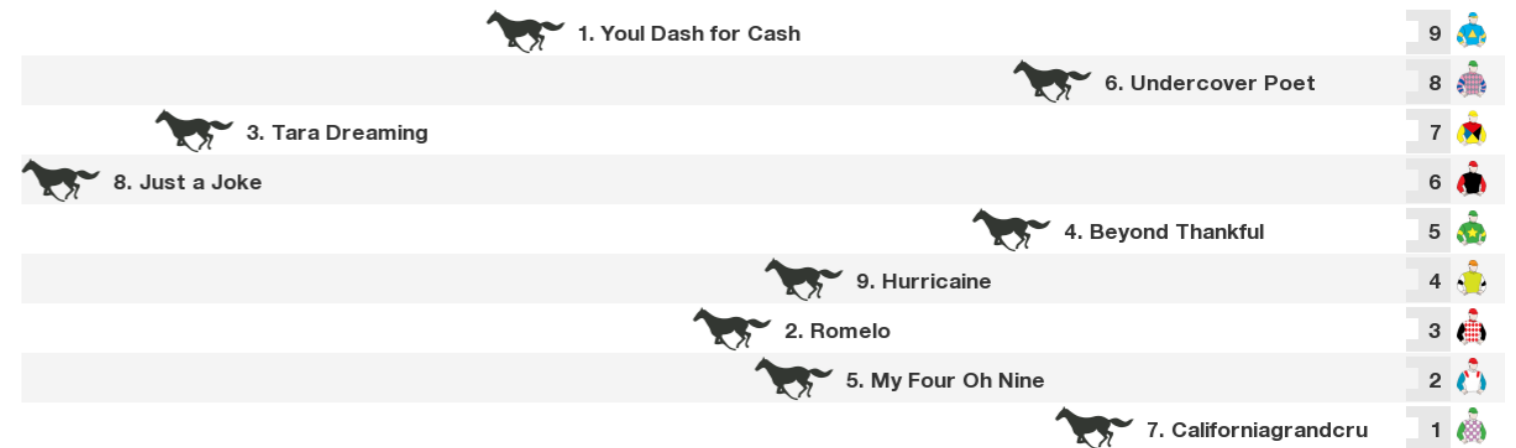 1. Youl Dash for Cash 9
6. Undercover Poet 8
3. Tara Dreaming 7
8. Just a Joke 6
4. Beyond Thankful 5
9. Hurricaine 4
2. Romelo 3
5. My Four Oh Nine 2
7. Californiagrandcru 1